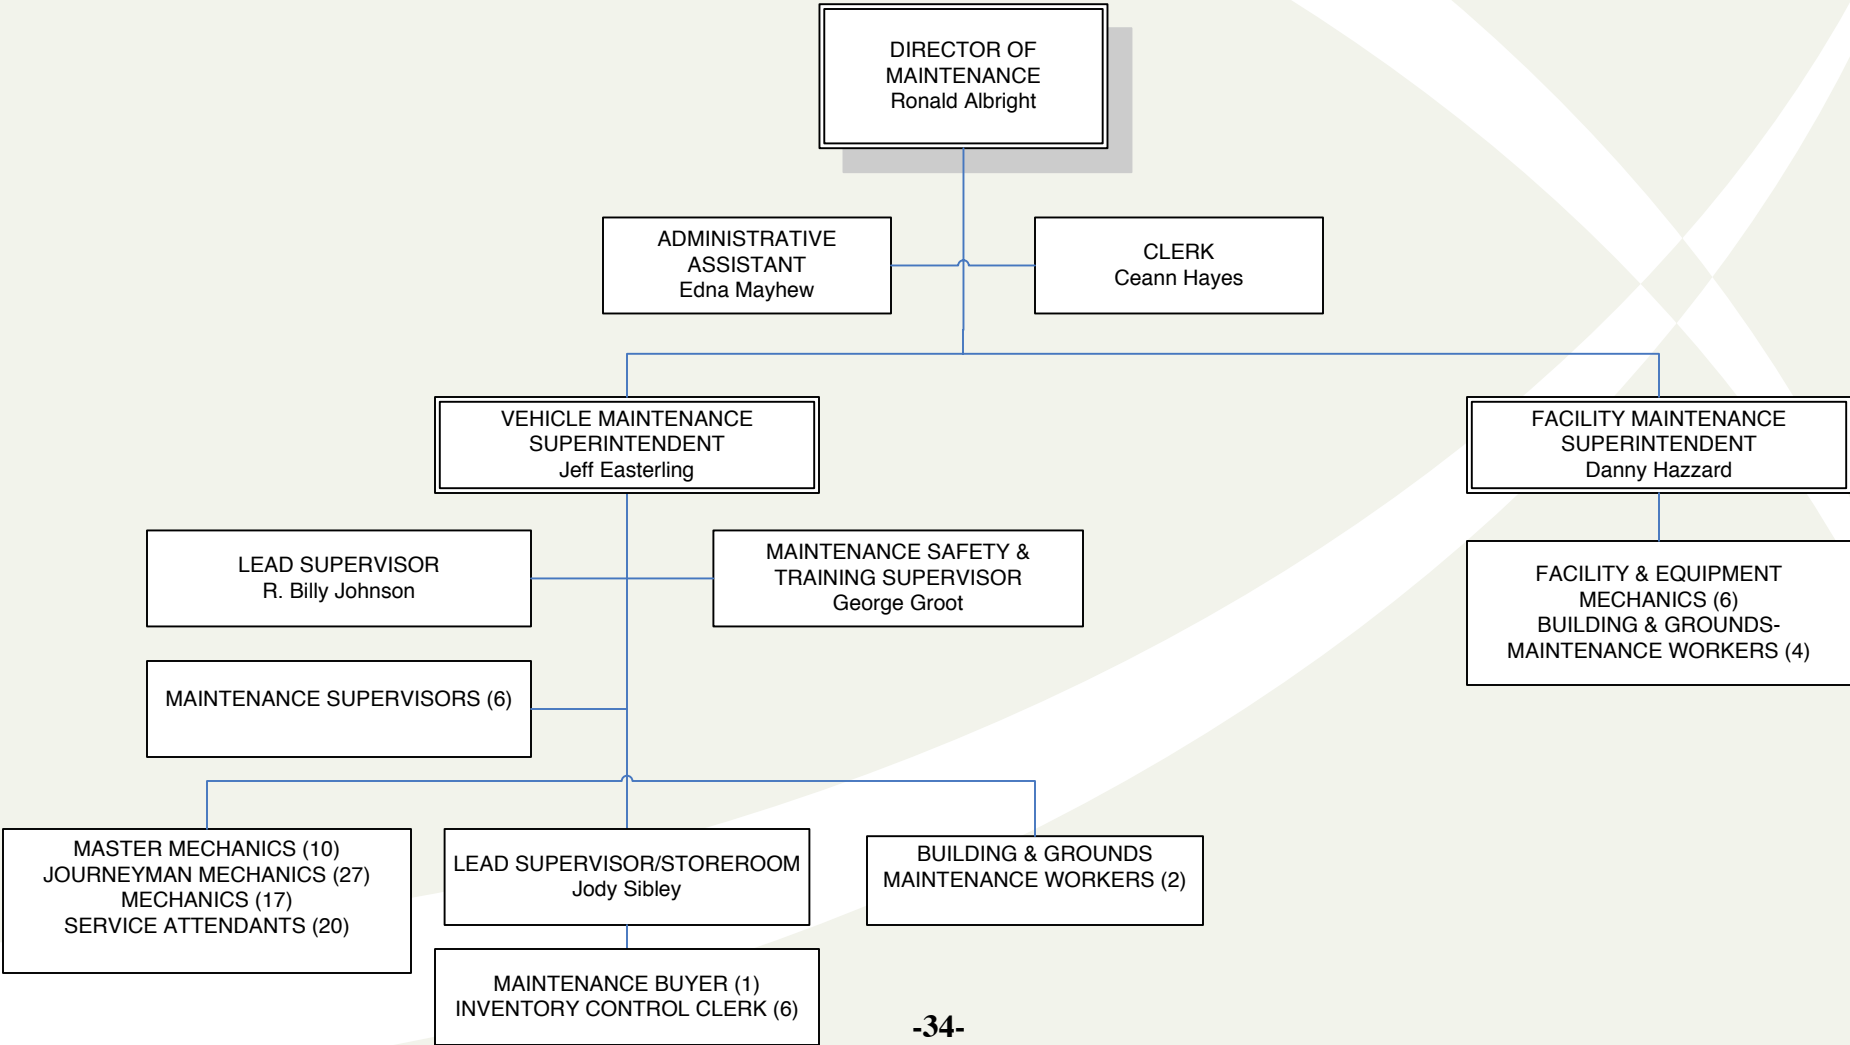 DIRECTOR OF
MAINTENANCE
Ronald Albright
ADMINISTRATIVE
ASSISTANT
Edna Mayhew
CLERK
Ceann Hayes
VEHICLE MAINTENANCE
SUPERINTENDENT
Jeff Easterling
FACILITY MAINTENANCE
SUPERINTENDENT
Danny Hazzard
LEAD SUPERVISOR
R. Billy Johnson
MAINTENANCE SAFETY &
TRAINING SUPERVISOR
George Groot
FACILITY & EQUIPMENT
MECHANICS (6)
BUILDING & GROUNDS-
MAINTENANCE WORKERS (4)
MAINTENANCE SUPERVISORS (6)
MASTER MECHANICS (10)
JOURNEYMAN MECHANICS (27)
MECHANICS (17)
SERVICE ATTENDANTS (20)
LEAD SUPERVISOR/STOREROOM
Jody Sibley
BUILDING & GROUNDS
MAINTENANCE WORKERS (2)
MAINTENANCE BUYER (1)
INVENTORY CONTROL CLERK (6)
-34-